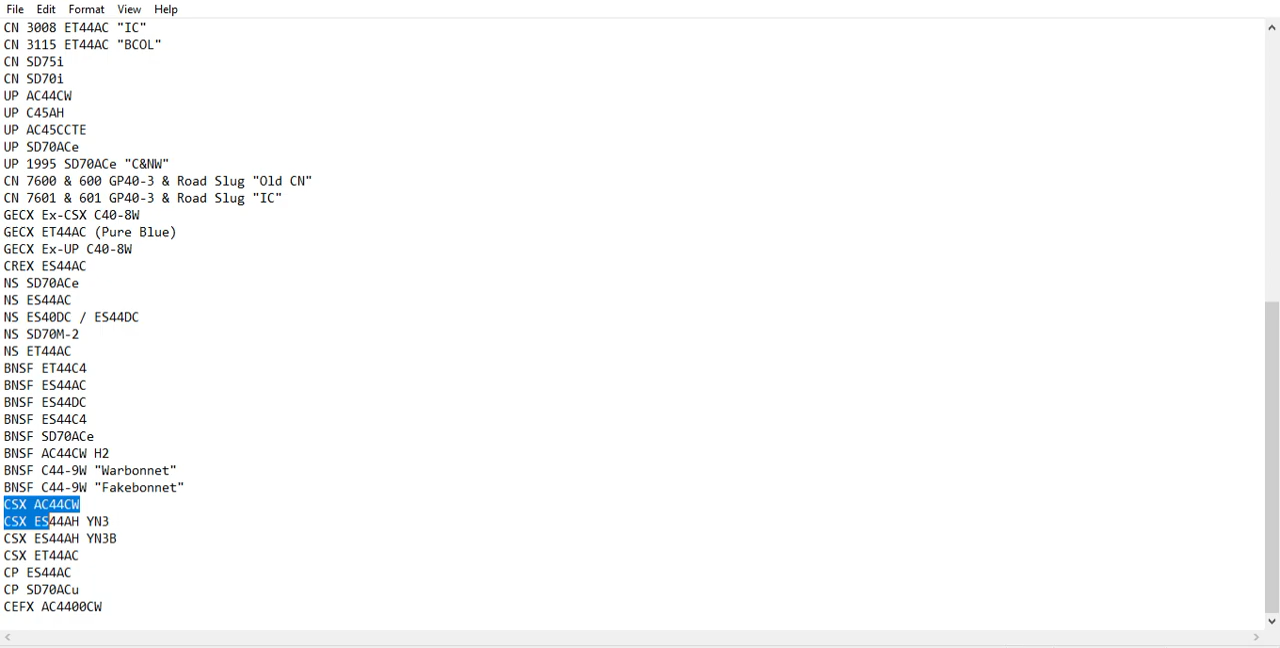 File Edit Format View Help
CN 3008 ET44AC "IC"
CN 3115 ET44AC "BCOL"
CN SD75i
CN SD70i
UP AC44CW
UP C45AH
UP AC45CCTE
UP SD70ACe
UP 1995 SD70ACe "C&NW"
CN 7600 & 600 GP40-3 & Road Slug "Old CN"
CN 7601 & 601 GP40-3 & Road Slug "IC"
GECX Ex-CSX C40-8W
GECX ET44AC (Pure Blue)
GECX Ex-UP C40-8W
CREX ES44AC
NS SD70ACe
NS ES44AC
NS ES40DC / ES44DC
NS SD70M-2
NS ET44AC
BNSF ET44C4
BNSF ES44AC
BNSF ES44DC
BNSF ES44C4
BNSF SD70ACe
BNSF AC44CW H2
BNSF C44-9W "Warbonnet"
BNSF C44-9W "Fakebonnet"
CSX AC44CW
CSX ES44AH YN3
CSX ES44AH YN3B
CSX ET44AC
CP ES44AC
CP SD70ACu
CEFX AC4400CW